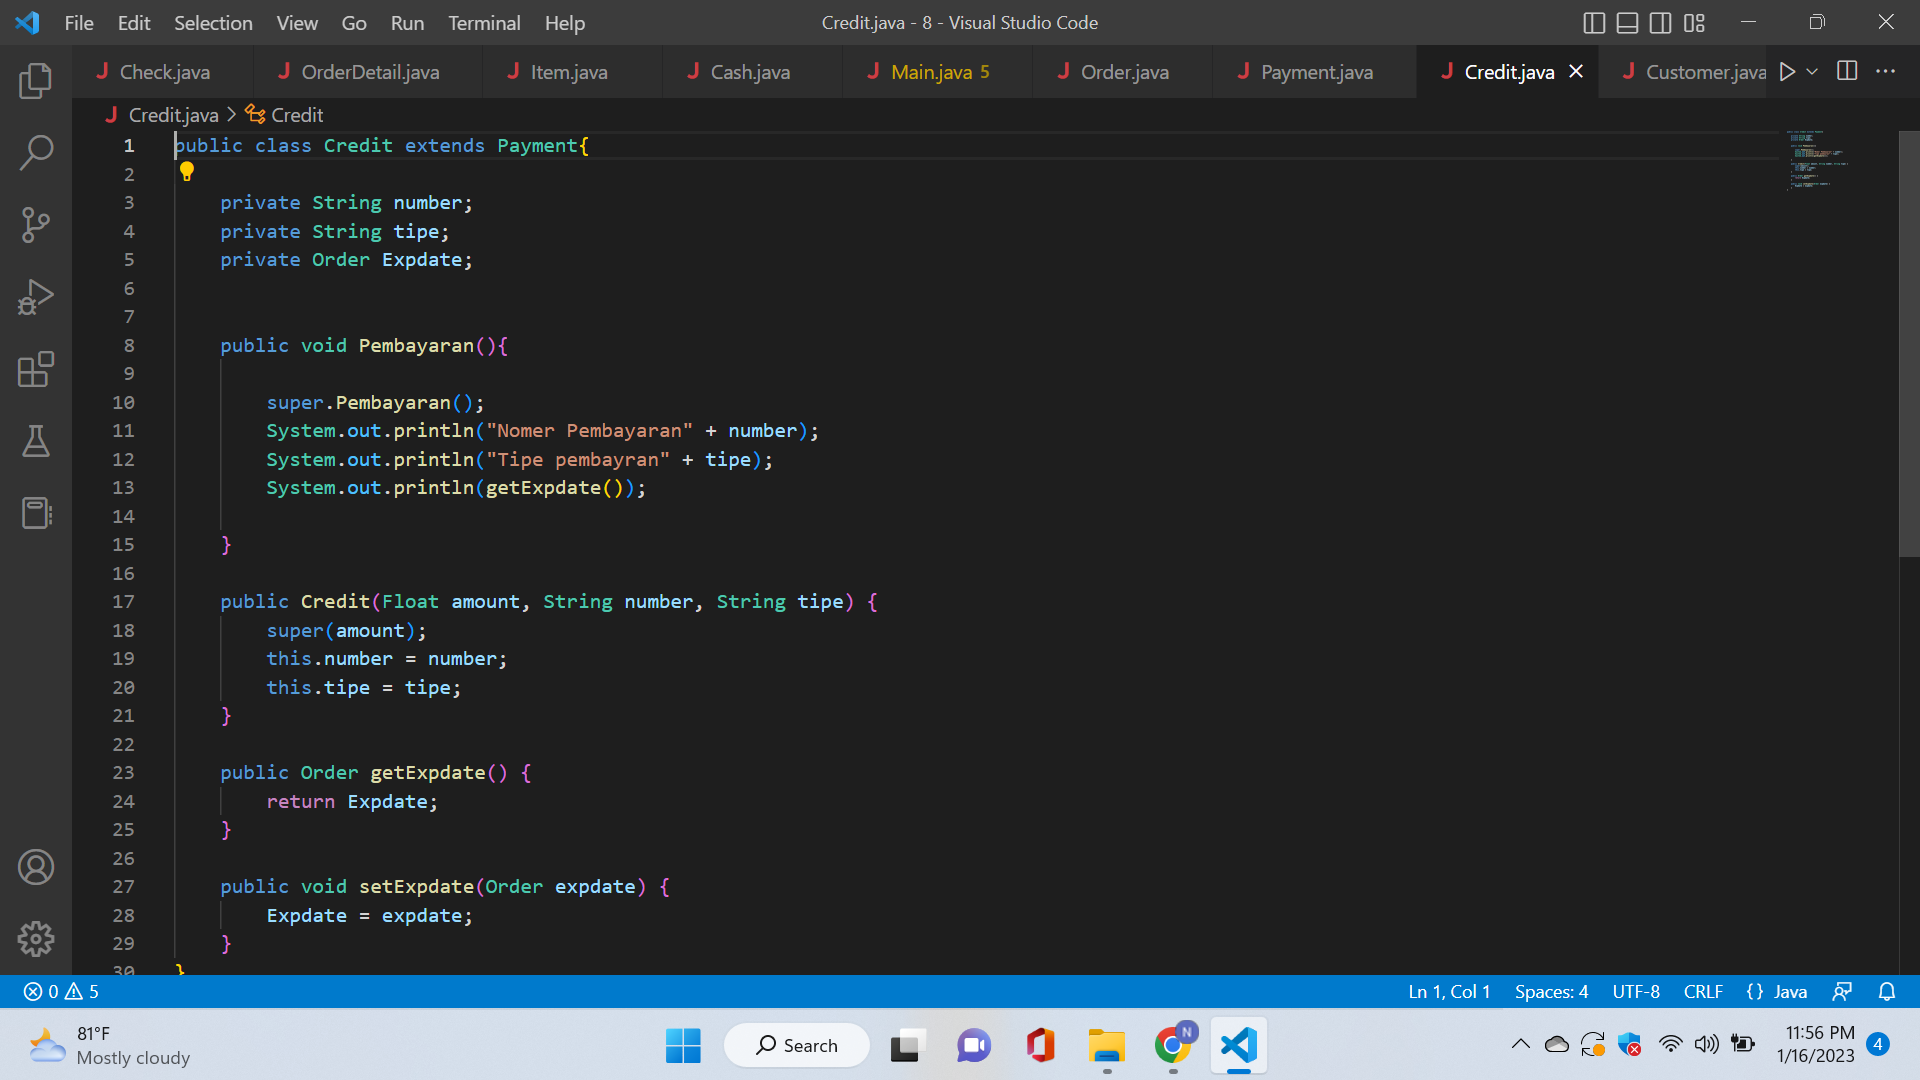 File Edit Selection View Go Run Terminal Help Credit.java - 8 - Visual Studio Code
Check.java OrderDetail.java Item.java Cash.java Main.java 5 Order.java Payment.java Credit.java Customer.java
Credit.java > Credit
1 public class Credit extends Payment{
2
3 private String number;
4 private String tipe;
5 private Order Expdate;
6
7
8 public void Pembayaran(){
9
10 super.Pembayaran();
11 System.out.println("Nomer Pembayaran" + number);
12 System.out.println("Tipe pembayran" + tipe);
13 System.out.println(getExpdate());
14
15 }
16
17 public Credit(Float amount, String number, String tipe) {
18 super(amount);
19 this.number = number;
20 this.tipe = tipe;
21 }
22
23 public Order getExpdate() {
24 return Expdate;
25 }
26
27 public void setExpdate(Order expdate) {
28 Expdate = expdate;
29 }
30 }
0 5 Ln 1, Col 1 Spaces: 4 UTF-8 CRLF {} Java
81°F
Mostly cloudy
Search
N
11:56 PM
1/16/2023
4